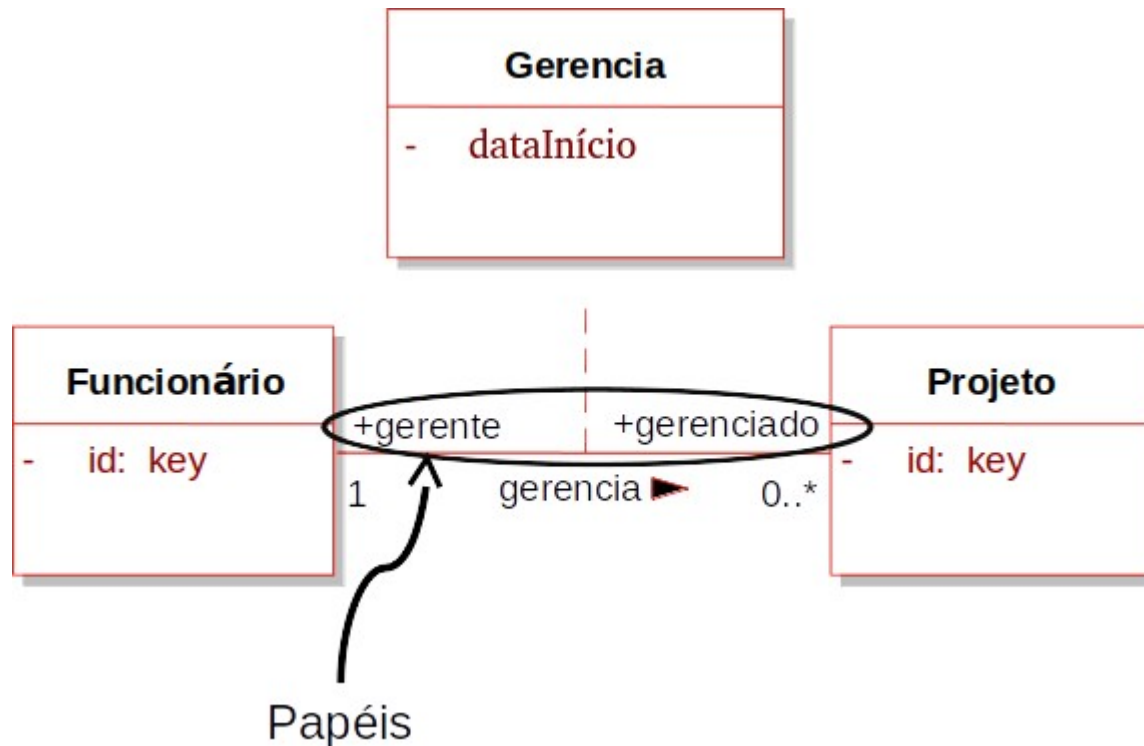 Gerencia
- dataInício
Funcionário
- id: key
Projeto
- id: key
+gerente
+gerenciado
1
gerencia
0..*
Papéis